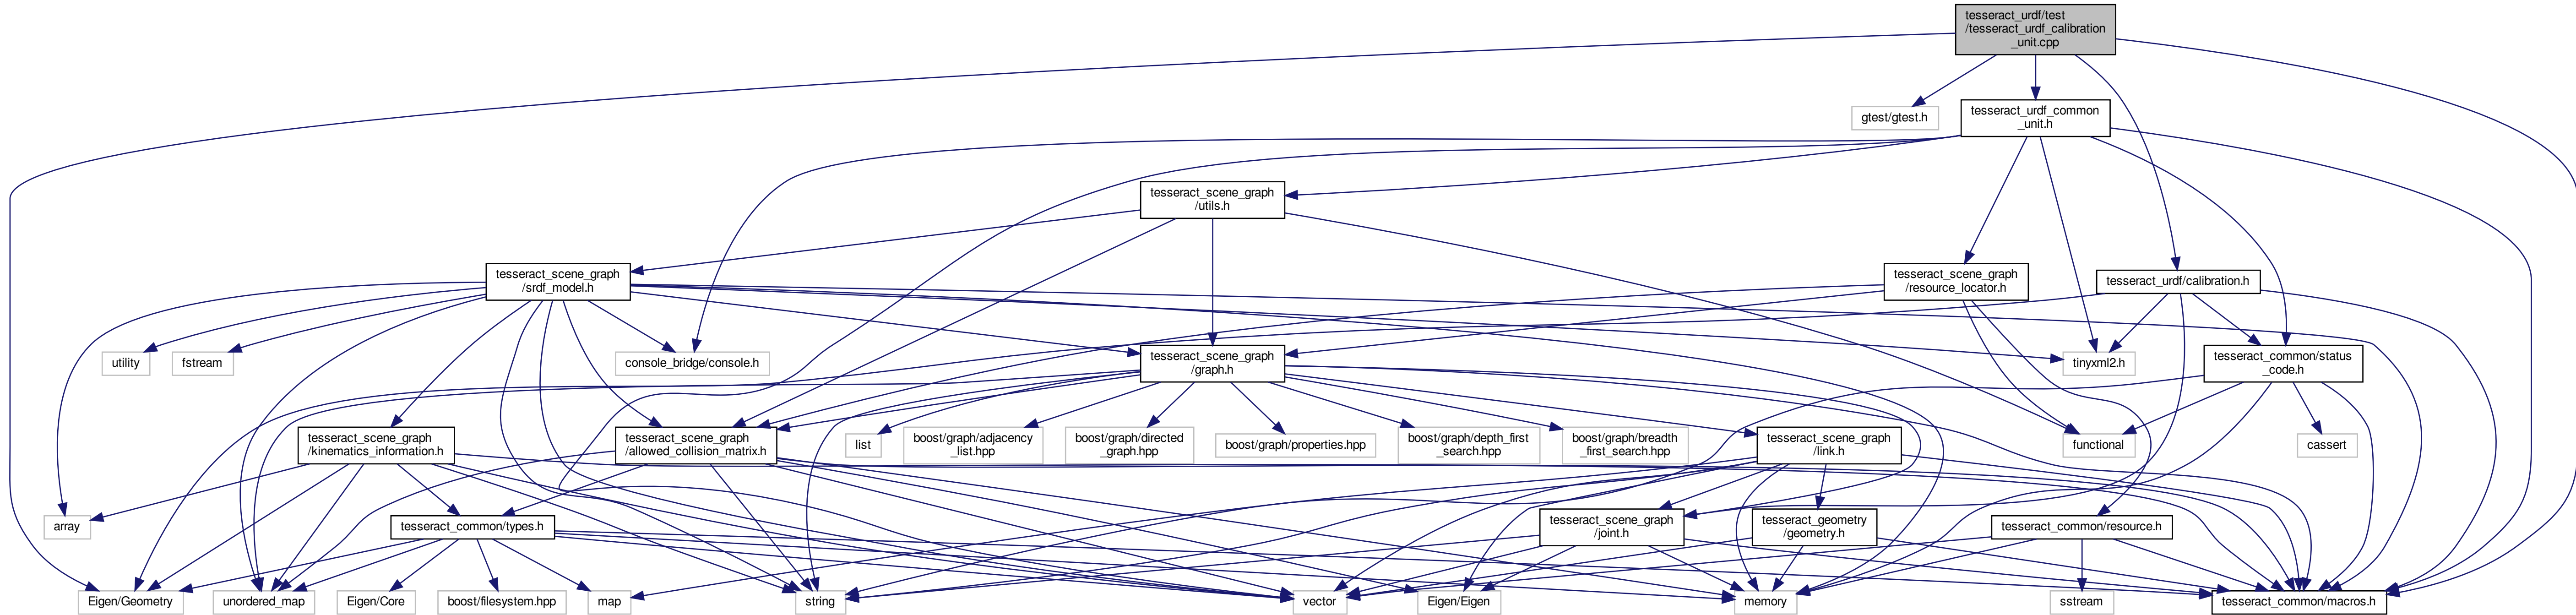 tesseract_urdf/test
/tesseract_urdf_calibration
_unit.cpp
gtest/gtest.h
tesseract_urdf_common
_unit.h
tesseract_scene_graph
/utils.h
tesseract_scene_graph
/srdf_model.h
tesseract_scene_graph
/resource_locator.h
tesseract_urdf/calibration.h
utility
fstream
console_bridge/console.h
tesseract_scene_graph
/graph.h
tinyxml2.h
tesseract_common/status
_code.h
tesseract_scene_graph
/kinematics_information.h
tesseract_scene_graph
/allowed_collision_matrix.h
list
boost/graph/adjacency
_list.hpp
boost/graph/directed
_graph.hpp
boost/graph/properties.hpp
boost/graph/depth_first
_search.hpp
boost/graph/breadth
_first_search.hpp
tesseract_scene_graph
/link.h
functional
cassert
array
tesseract_common/types.h
tesseract_scene_graph
/joint.h
tesseract_geometry
/geometry.h
tesseract_common/resource.h
Eigen/Geometry
unordered_map
Eigen/Core
boost/filesystem.hpp
map
string
vector
Eigen/Eigen
memory
sstream
tesseract_common/macros.h